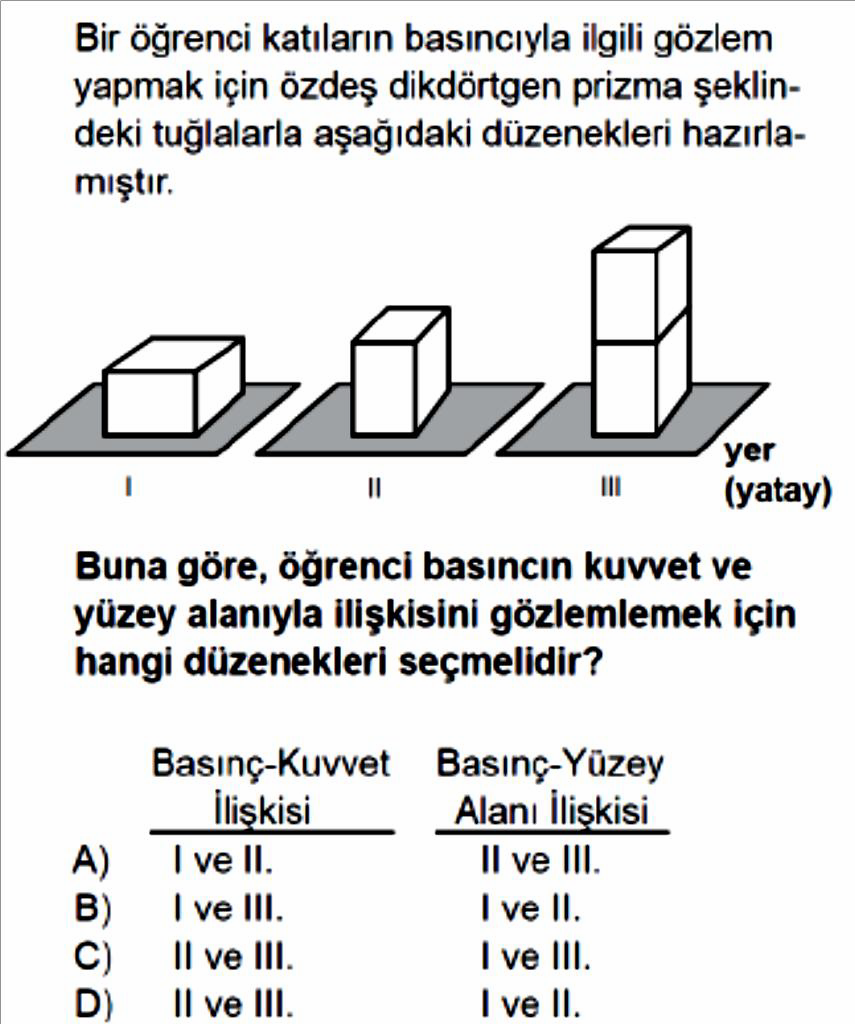 Bir öğrenci katıların basıncıyla ilgili gözlem
yapmak için özdeş dikdörtgen prizma şeklin-
deki tuğlalarla aşağıdaki düzenekleri hazırla-
mıştır.
I
II
III
yer
(yatay)
Buna göre, öğrenci basıncın kuvvet ve
yüzey alanıyla ilişkisini gözlemlemek için
hangi düzenekleri seçmelidir?
Basınç-Kuvvet İlişkisi
Basınç-Yüzey Alanı İlişkisi
A) I ve II. II ve III.
B) I ve III. I ve II.
C) II ve III. I ve III.
D) II ve III. I ve II.